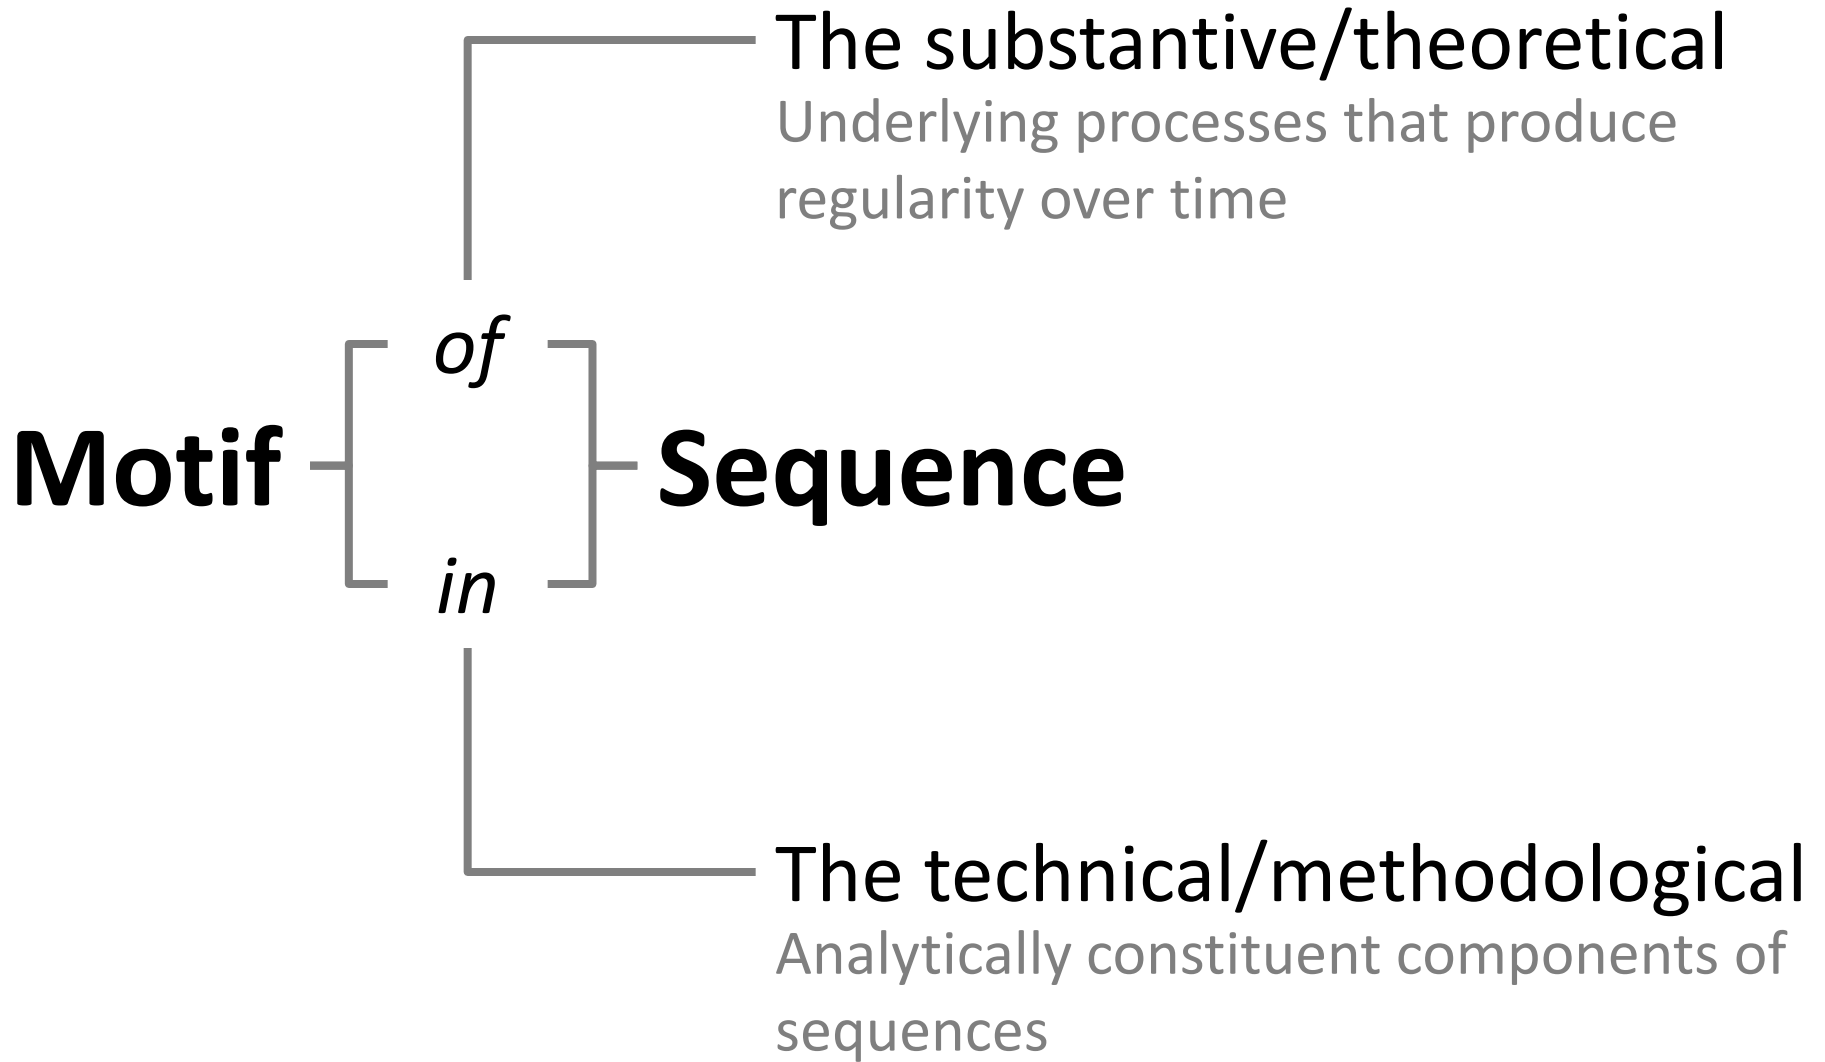 The substantive/theoretical
Underlying processes that produce
regularity over time
of
Motif
Sequence
in
The technical/methodological
Analytically constituent components of
sequences